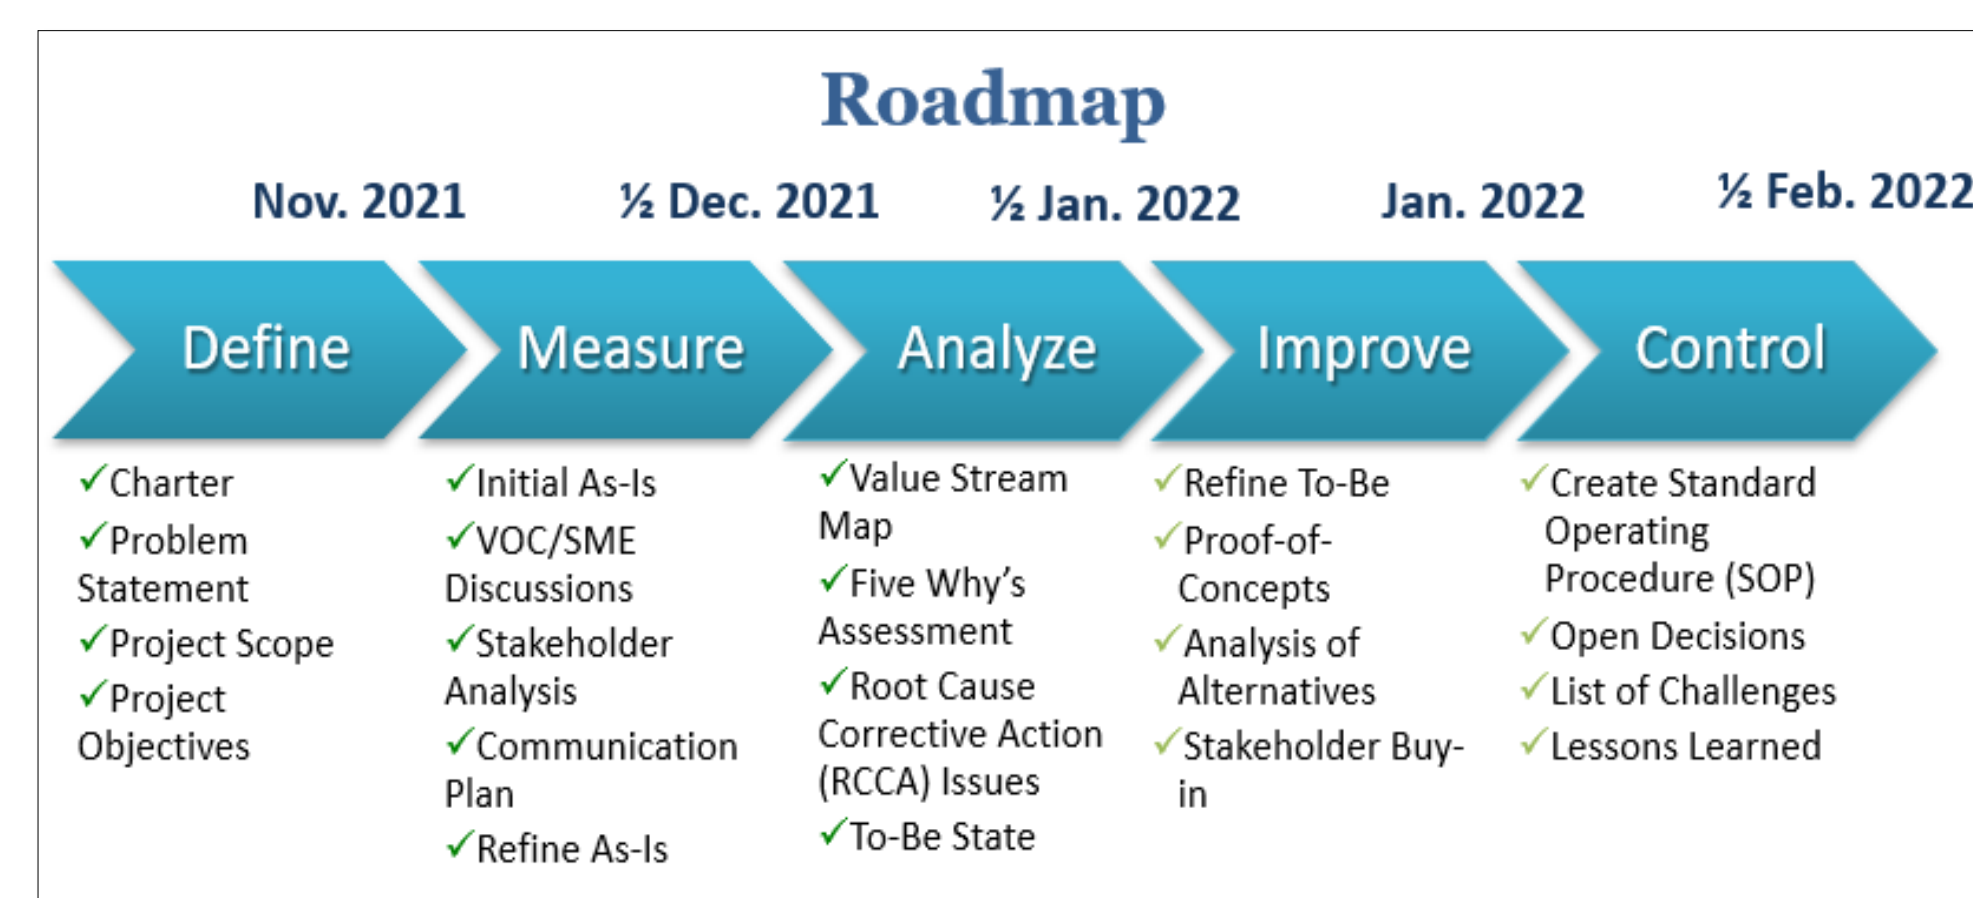 Roadmap
Nov. 2021
½ Dec. 2021
½ Jan. 2022
Jan. 2022
½ Feb. 2022
Define
Measure
Analyze
Improve
Control
✓Charter
✓Problem
Statement
✓Project Scope
✓Project
Objectives
✓Initial As-Is
✓VOC/SME
Discussions
✓Stakeholder
Analysis
✓Communication
Plan
✓Refine As-Is
✓Value Stream
Map
✓Five Why’s
Assessment
✓Root Cause
Corrective Action
(RCCA) Issues
✓To-Be State
✓Refine To-Be
✓Proof-of-
Concepts
✓Analysis of
Alternatives
✓Stakeholder Buy-
in
✓Create Standard
Operating
Procedure (SOP)
✓Open Decisions
✓List of Challenges
✓Lessons Learned